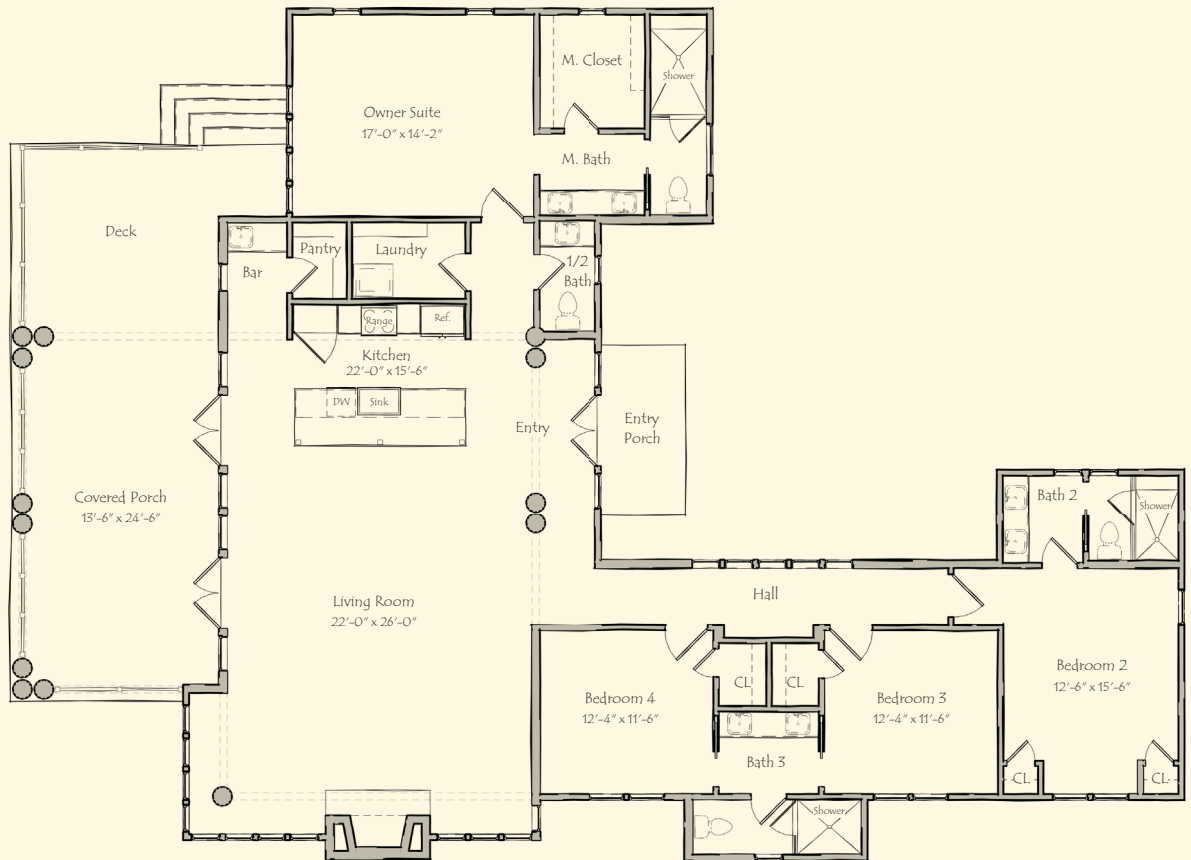 M. Closet
Shower
Owner Suite
17'-0" x 14'-2"
M. Bath
Deck
Pantry
Laundry
Bar
1/2
Bath
Range
Ref.
Kitchen
22'-0" x 15'-6"
DW
Sink
Entry
Entry
Porch
Covered Porch
13'-6" x 24'-6"
Bath 2
Shower
Hall
Living Room
22'-0" x 26'-0"
Bedroom 2
12'-6" x 15'-6"
CL
CL
Bedroom 4
12'-4" x 11'-6"
Bedroom 3
12'-4" x 11'-6"
Bath 3
CL
CL
Shower